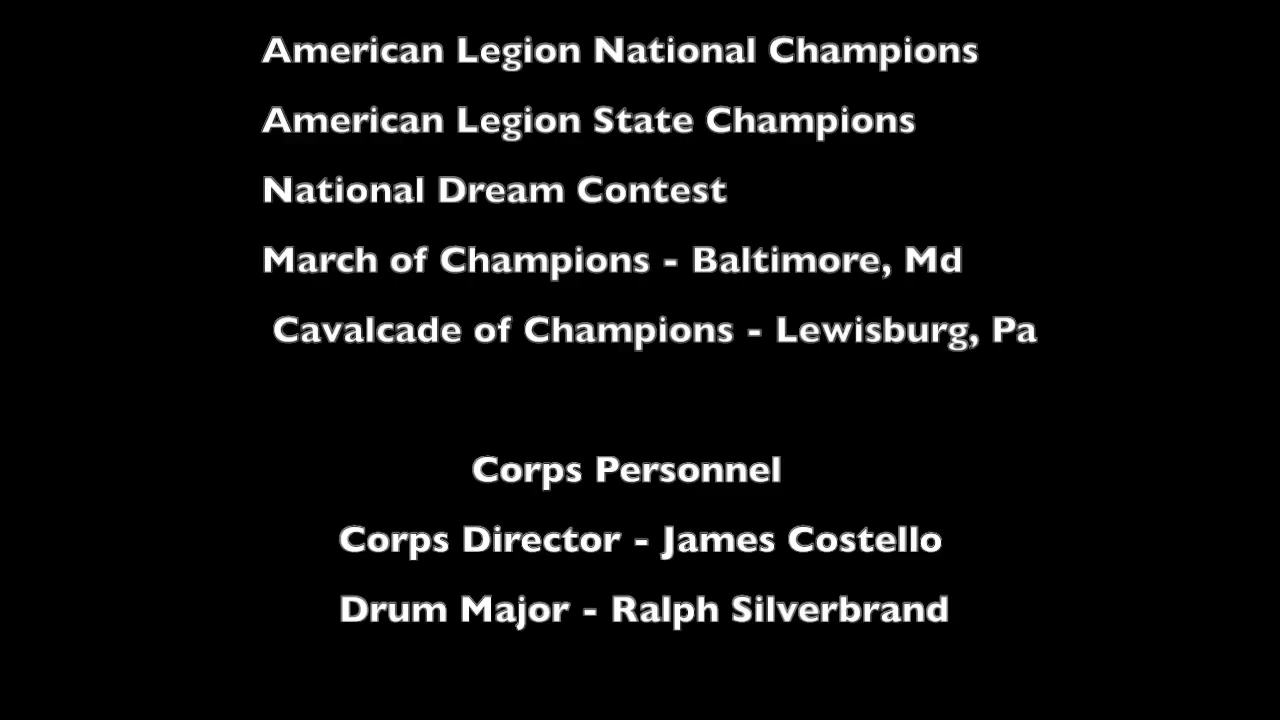 American Legion National Champions
American Legion State Champions
National Dream Contest
March of Champions - Baltimore, Md
Cavalcade of Champions - Lewisburg, Pa
Corps Personnel
Corps Director - James Costello
Drum Major - Ralph Silverbrand